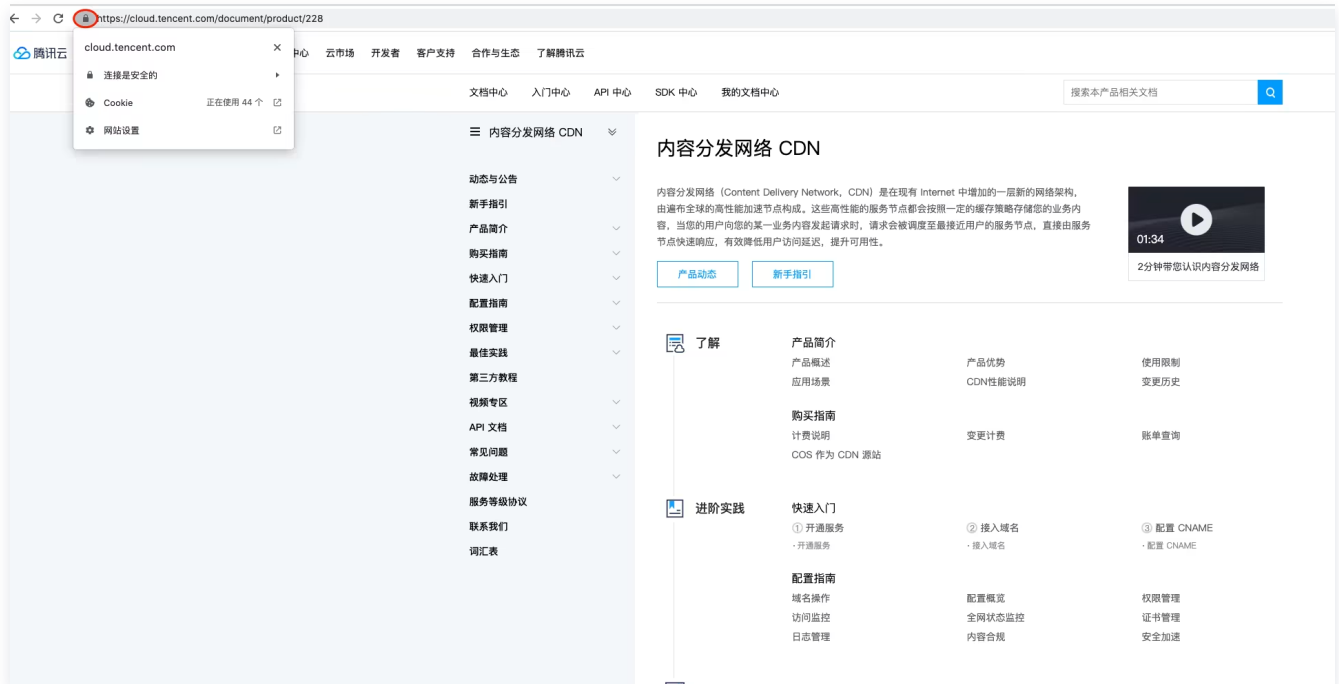 https://cloud.tencent.com/document/product/228
腾讯云
中心 云市场 开发者 客户支持 合作与生态 了解腾讯云
cloud.tencent.com
连接是安全的
Cookie 正在使用 44 个
网站设置
文档中心 入门中心 API 中心 SDK 中心 我的文档中心
搜索本产品相关文档
内容分发网络 CDN
动态与公告
新手指引
产品简介
购买指南
快速入门
配置指南
权限管理
最佳实践
第三方教程
视频专区
API 文档
常见问题
故障处理
服务等级协议
联系我们
词汇表
内容分发网络 CDN
内容分发网络（Content Delivery Network，CDN）是在现有 Internet 中增加的一层新的网络架构，
由遍布全球的高性能加速节点构成。这些高性能的服务节点都会按照一定的缓存策略存储您的业务内
容，当您的用户向您的某一业务内容发起请求时，请求会被调度至最接近用户的服务节点，直接由服务
节点快速响应，有效降低用户访问延迟，提升可用性。
01:34
2分钟带您认识内容分发网络
产品动态 新手指引
了解
产品简介
产品概述 产品优势 使用限制
应用场景 CDN性能说明 变更历史
购买指南
计费说明 变更计费 账单查询
COS 作为 CDN 源站
进阶实践
快速入门
① 开通服务 ② 接入域名 ③ 配置 CNAME
· 开通服务 · 接入域名 · 配置 CNAME
配置指南
域名操作 配置概览 权限管理
访问监控 全网状态监控 证书管理
日志管理 内容合规 安全加速